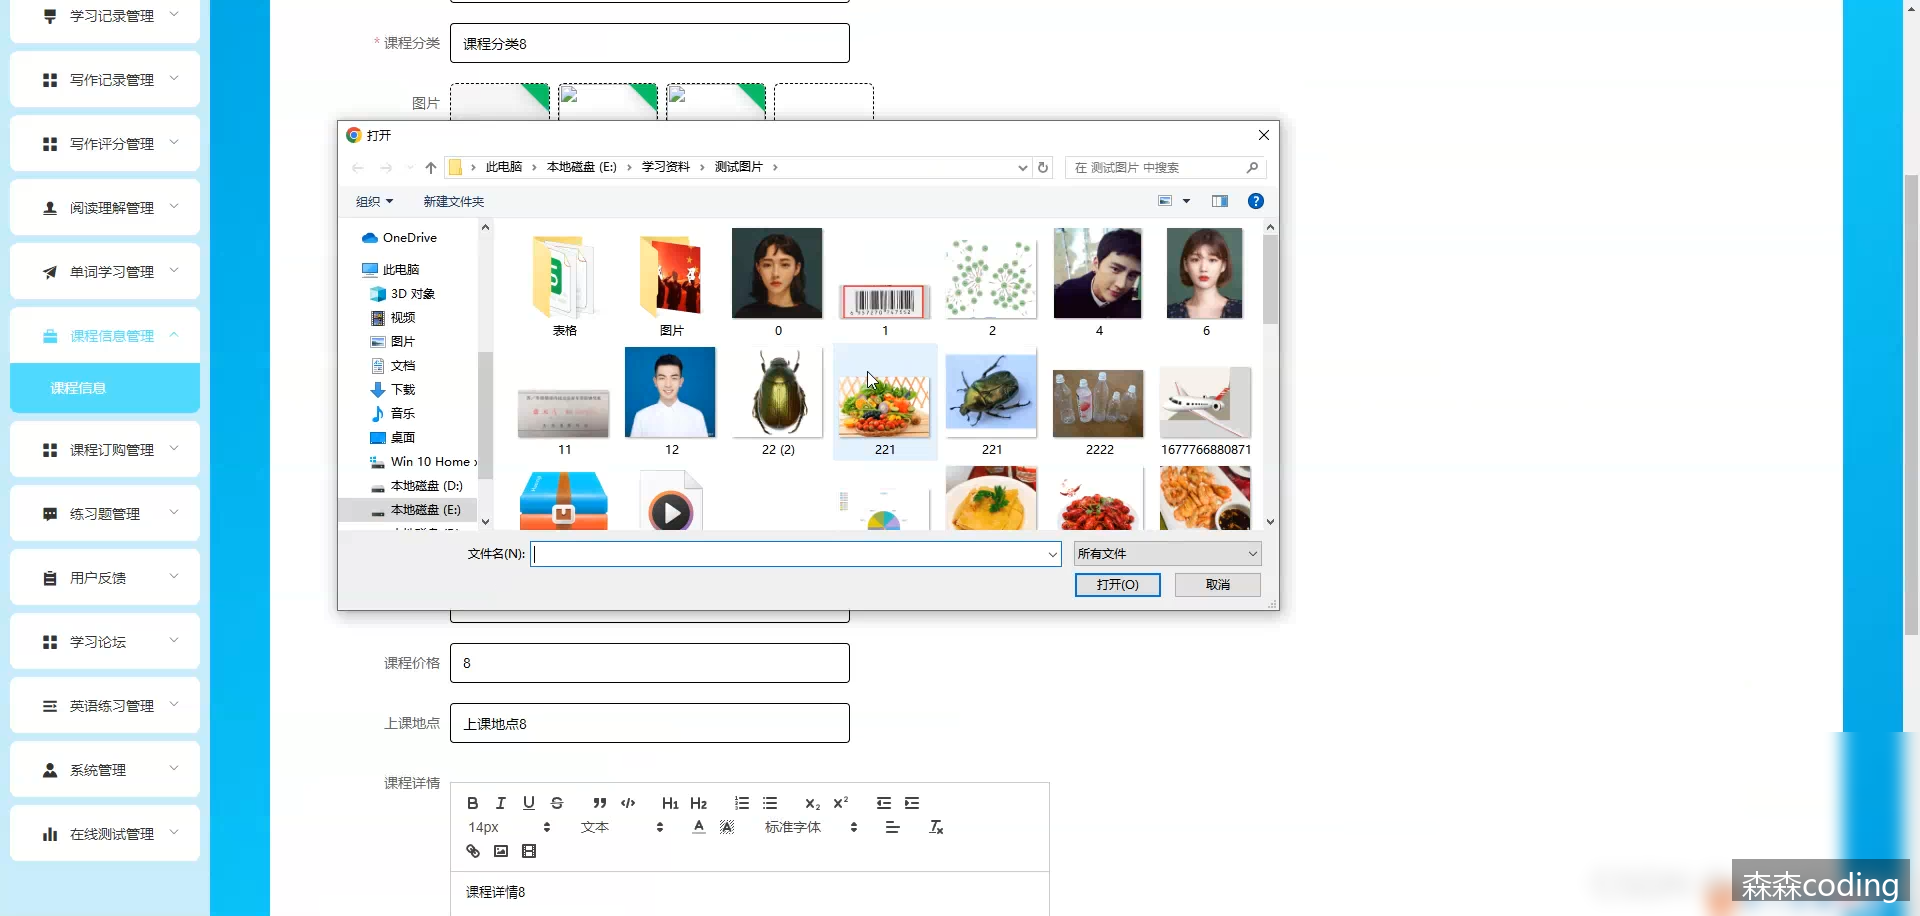 学习记录管理
* 课程分类
课程分类8
写作记录管理
图片
打开
写作评分管理
此电脑 › 本地磁盘 (E:) › 学习资料 › 测试图片 ›
在 测试图片 中搜索
组织
新建文件夹
阅读理解管理
OneDrive
此电脑
3D 对象
视频
图片
文档
下载
音乐
桌面
Win 10 Home
本地磁盘 (D:)
本地磁盘 (E:)
表格
图片
0
1
2
4
6
11
12
22 (2)
221
221
2222
1677766880871
单词学习管理
课程信息管理
课程信息
课程订购管理
练习题管理
文件名(N):
所有文件
打开(O)
取消
用户反馈
学习论坛
课程价格
8
英语练习管理
上课地点
上课地点8
系统管理
课程详情
B I U S ” </> H1 H2 X2 X2
14px
文本
A
标准字体
在线测试管理
课程详情8
森森coding